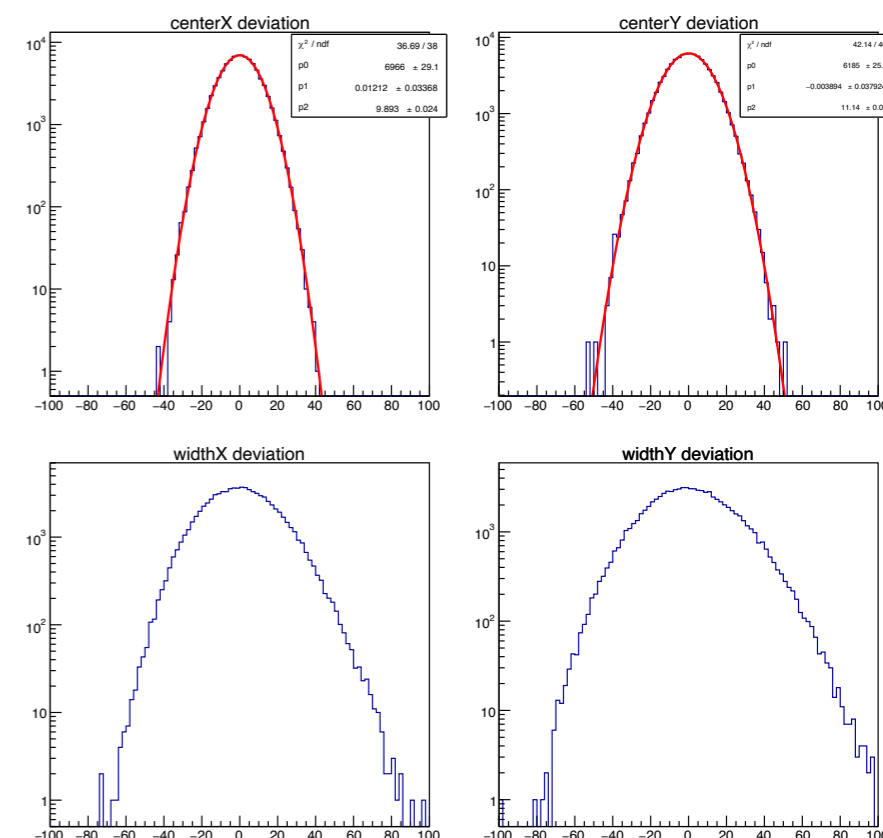 centerX deviation
χ² / ndf 36.69 / 38
p0 6966 ± 29.1
p1 0.01212 ± 0.03368
p2 9.893 ± 0.024
10⁴
10³
10²
10
1
−100 −80 −60 −40 −20 0 20 40 60 80 100
centerY deviation
χ² / ndf 42.14 /
p0 6185 ± 25.
p1 −0.003894 ±
p2 11.14 ± 0.0
10⁴
10³
10²
10
1
−100 −80 −60 −40 −20 0 20 40 60 80 100
widthX deviation
10³
10²
10
1
−100 −80 −60 −40 −20 0 20 40 60 80 100
widthY deviation
10³
10²
10
1
−100 −80 −60 −40 −20 0 20 40 60 80 100